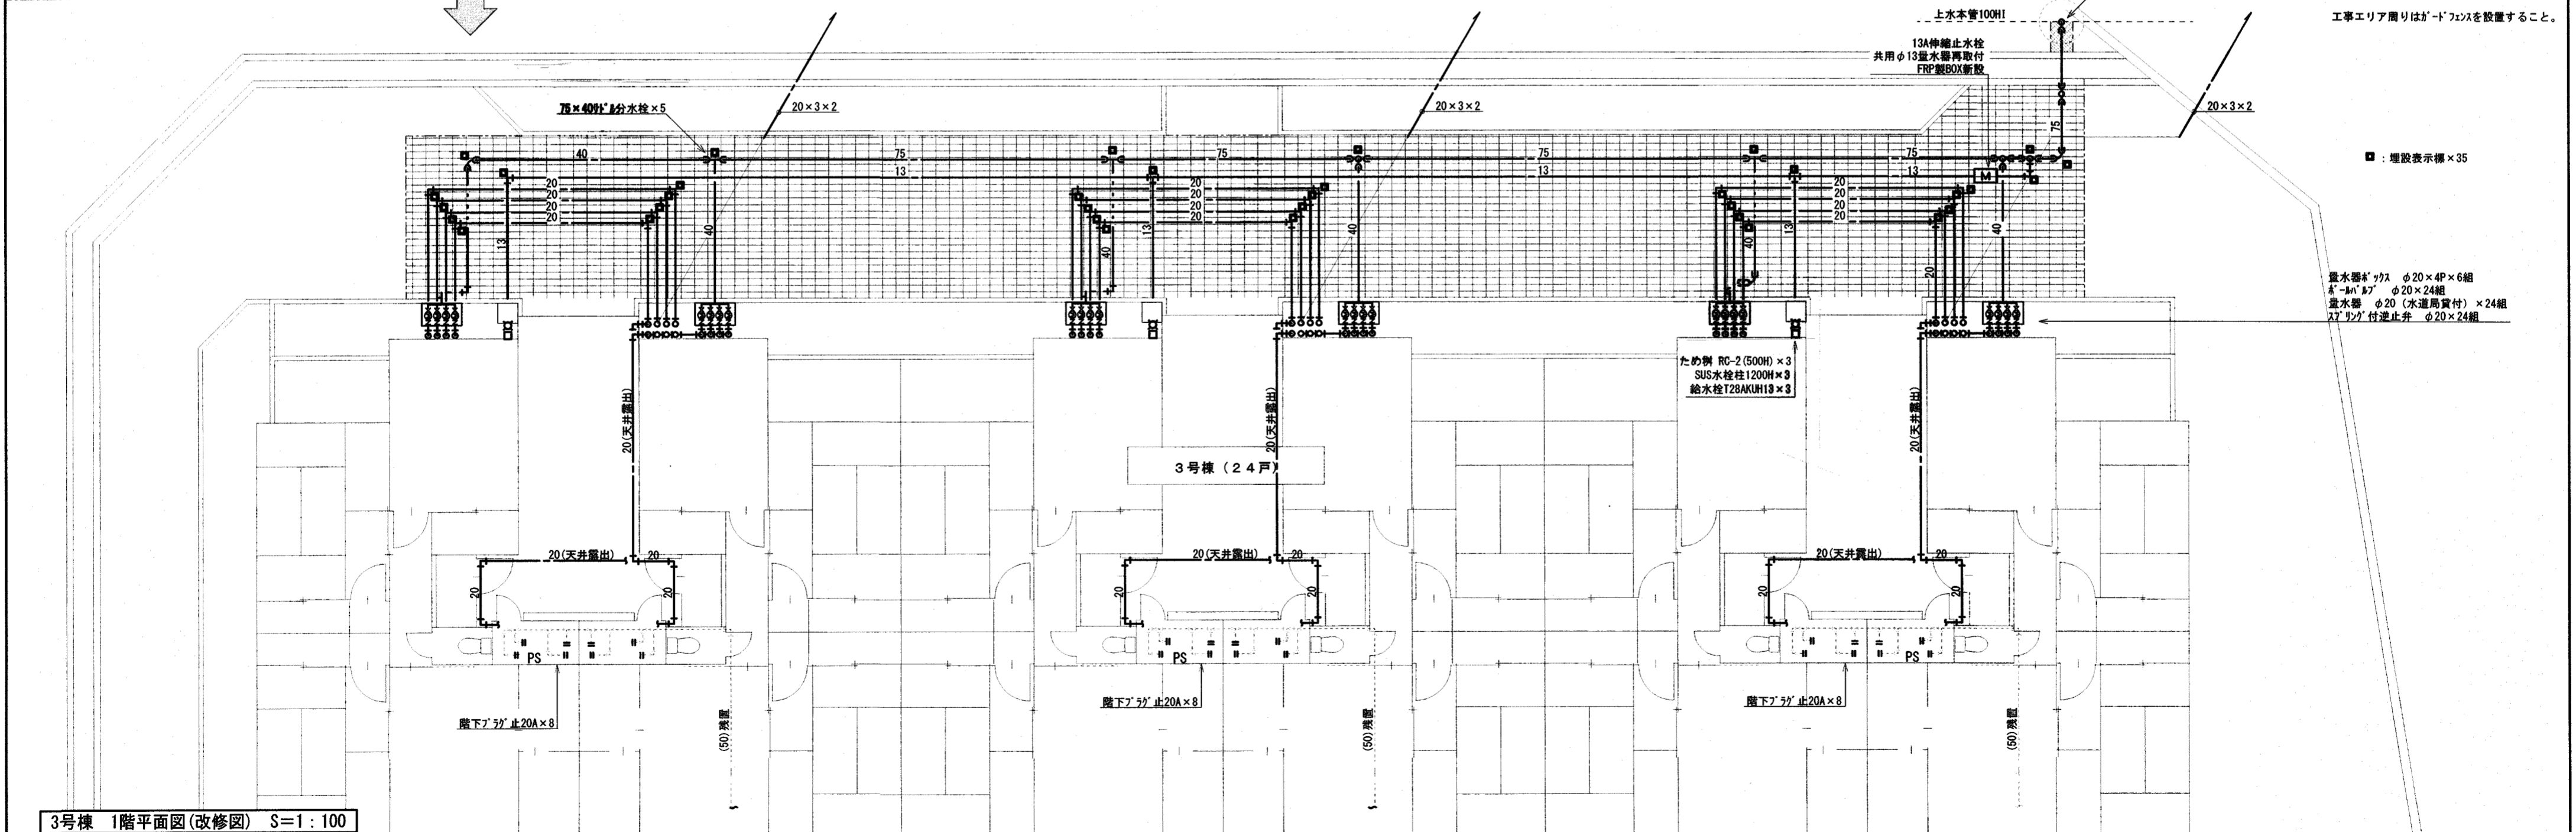 上水本管100HI
工事エリア周りはｶﾞｰﾄﾞﾌｪﾝｽを設置すること。
13A伸縮止水栓
共用φ13量水器再取付
FRP製BOX新設
75×40ｻﾄﾞﾙ分水栓×5
20×3×2
20×3×2
20×3×2
：埋設表示標×35
40
75
75
75
75
75
13
13
13
M
20
20
20
20
20
20
20
20
20
20
20
20
13
40
40
13
40
40
13
20
40
量水器ﾎﾞｯｸｽ φ20×4P×6組
ﾎﾞｰﾙﾊﾞﾙﾌﾞ φ20×24組
量水器 φ20（水道局貸付）×24組
ｽﾌﾟﾘﾝｸﾞ付逆止弁 φ20×24組
ため桝 RC-2(500H)×3
SUS水栓柱1200H×3
給水栓T28AKUH13×3
20(天井露出)
20(天井露出)
20(天井露出)
3号棟（24戸）
20(天井露出)
20
20(天井露出)
20
20(天井露出)
20
20
20
20
20
20
20
PS
PS
PS
階下ﾌﾟﾗｸﾞ止20A×8
階下ﾌﾟﾗｸﾞ止20A×8
階下ﾌﾟﾗｸﾞ止20A×8
(50)残置
(50)残置
(50)残置
3号棟 1階平面図(改修図) S=1：100